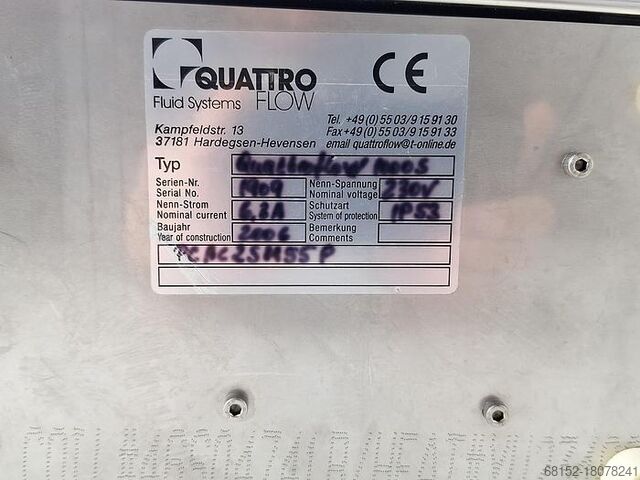 QUATTRO
FLOW
Fluid Systems
CE
Kampfeldstr. 13
37181 Hardegsen-Hevensen
Tel. +49 (0) 55 03/9 15 91 30
Fax +49 (0) 55 03/9 15 91 33
email quattroflow@t-online.de
Typ Quattroflow
Serien-Nr. Serial No. 1909
Nenn-Spannung Nominal voltage 230V
Nenn-Strom Nominal current 6,3A
Schutzart System of protection IP53
Baujahr Year of construction 2006
Bemerkung Comments
68152-18078241